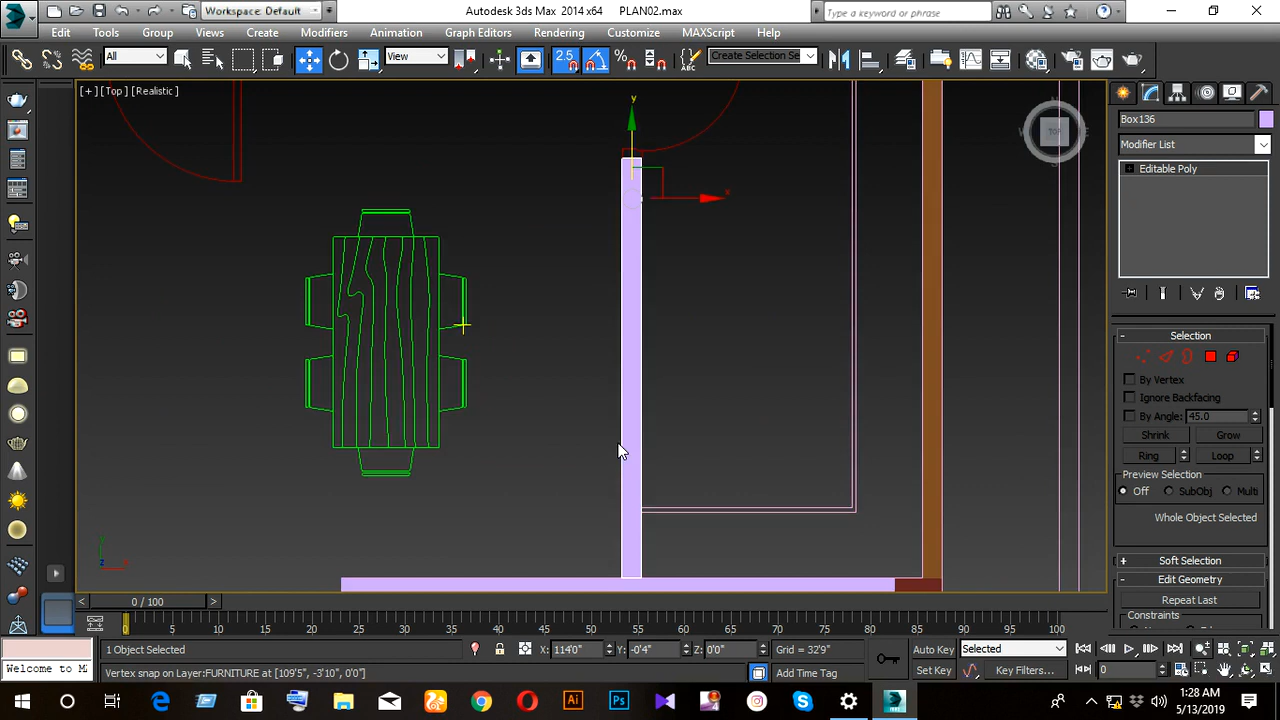 Workspace: Default
Autodesk 3ds Max 2014 x64 PLAN02.max
Type a keyword or phrase
Edit Tools Group Views Create Modifiers Animation Graph Editors Rendering Customize MAXScript Help
All
View
2.5
Create Selection Se
[+] [Top] [Realistic]
y
x
TOP
Box136
Modifier List
Editable Poly
Selection
By Vertex
Ignore Backfacing
By Angle: 45.0
Shrink Grow
Ring Loop
Preview Selection
Off SubObj Multi
Whole Object Selected
Soft Selection
Edit Geometry
Repeat Last
Constraints
0 / 100
0 5 10 15 20 25 30 35 40 45 50 55 60 65 70 75 80 85 90 95 100
1 Object Selected
X: 114'0" Y: -0'4" Z: 0'0" Grid = 32'9"
Auto Key Selected
Welcome to M
Vertex snap on Layer:FURNITURE at [109'5", -3'10", 0'0"]
Add Time Tag
Set Key Key Filters...
0
1:28 AM
5/13/2019